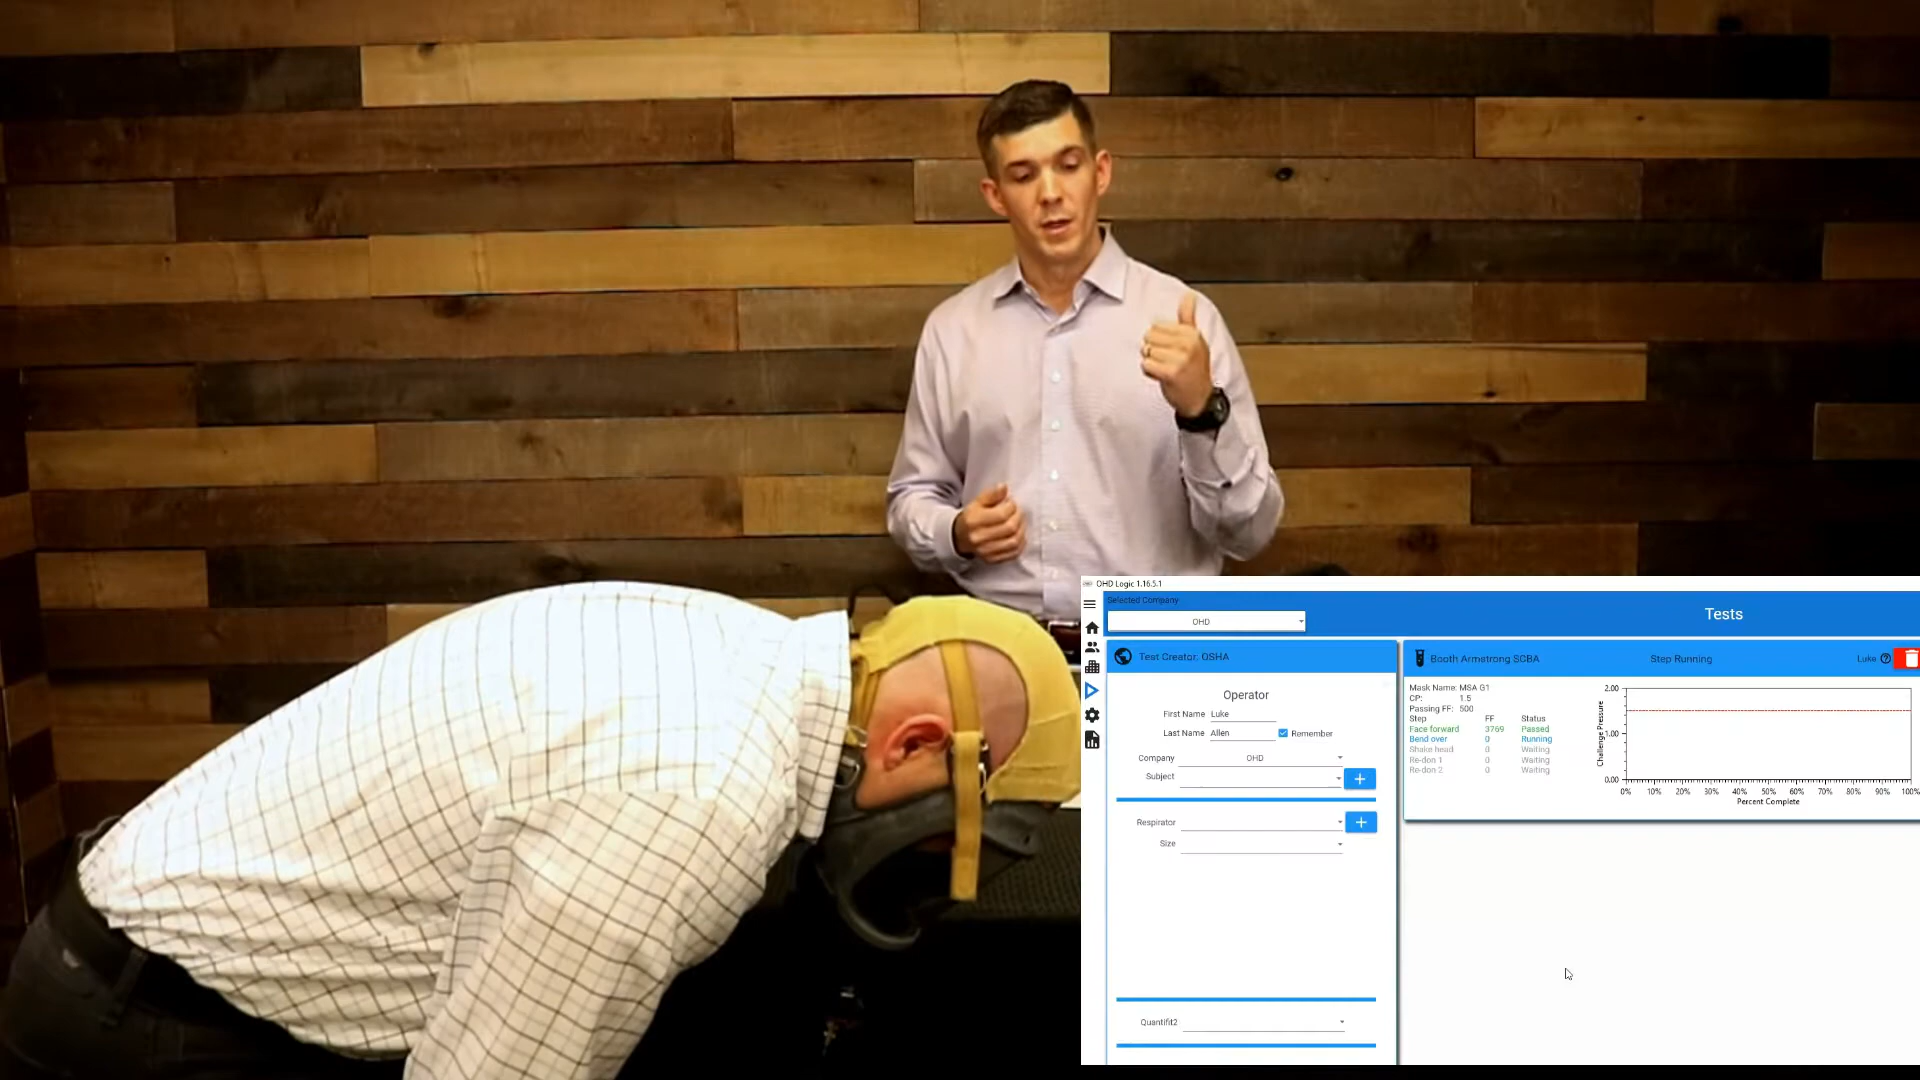 OHD Logic 1.16.5.1
Selected Company
OHD
Tests
Test Creator: OSHA
Operator
First Name Luke
Last Name Allen
Remember
Company OHD
Subject
Respirator
Size
Quantifit2
Booth Armstrong SCBA Step Running Luke
Mask Name: MSA G1
CP: 1.5
Passing FF: 500
Step FF Status
Face forward 3769 Passed
Bend over 0 Running
Shake head 0 Waiting
Re-don 1 0 Waiting
Re-don 2 0 Waiting
Challenge Pressure
2.00
1.00
0.00
0% 10% 20% 30% 40% 50% 60% 70% 80% 90% 100%
Percent Complete